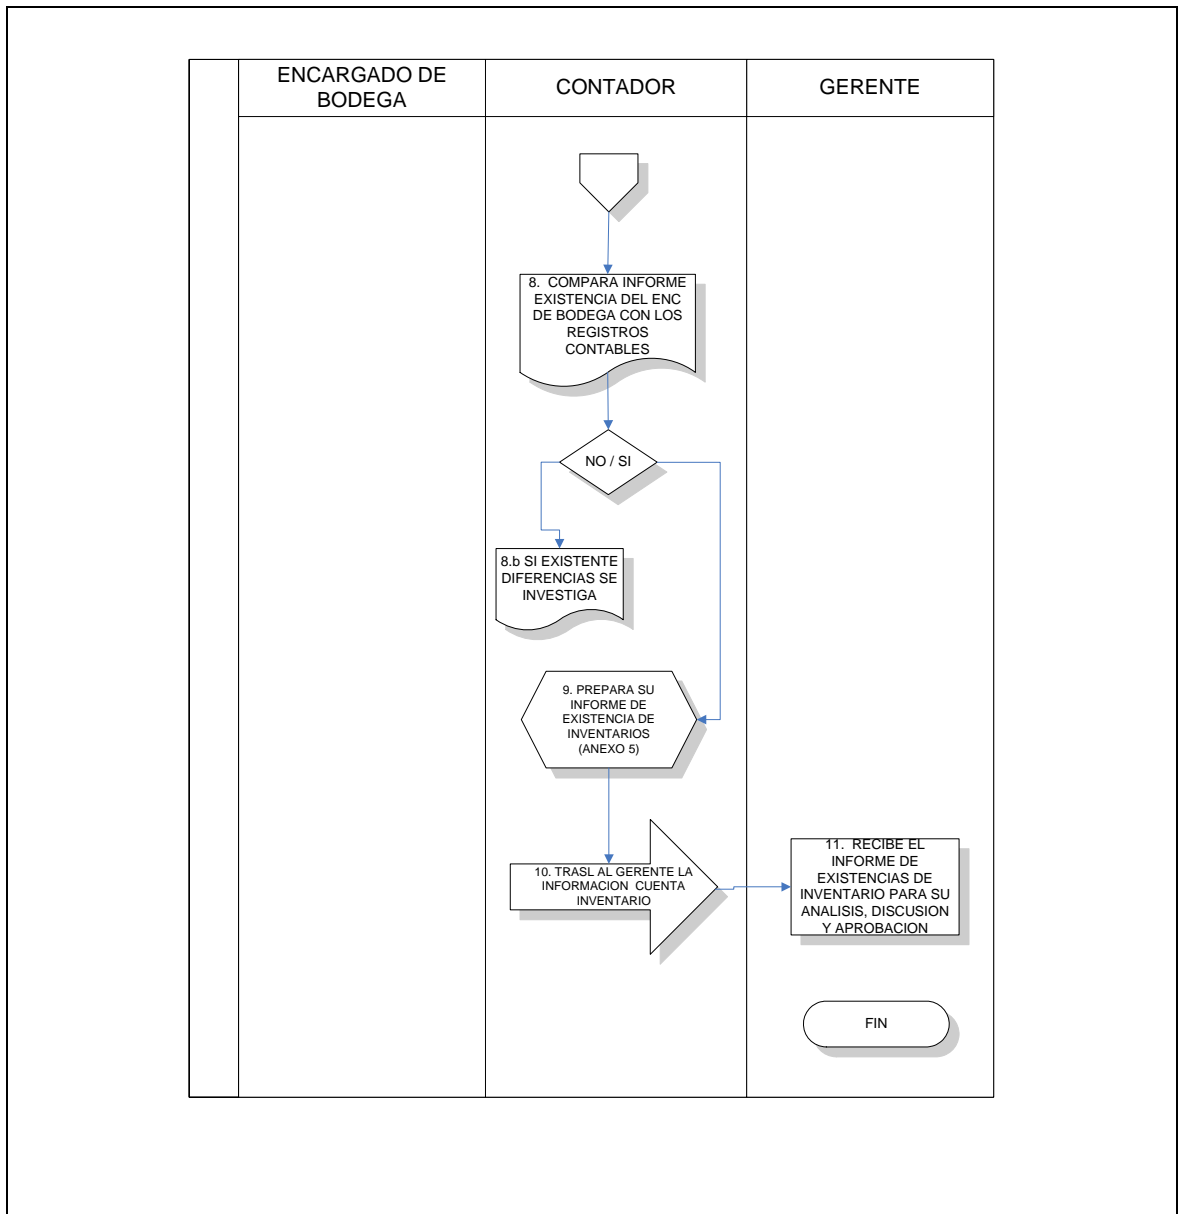 ENCARGADO DE
BODEGA
CONTADOR
GERENTE
8. COMPARA INFORME
EXISTENCIA DEL ENC
DE BODEGA CON LOS
REGISTROS
CONTABLES
NO / SI
8.b SI EXISTENTE
DIFERENCIAS SE
INVESTIGA
9. PREPARA SU
INFORME DE
EXISTENCIA DE
INVENTARIOS
(ANEXO 5)
10. TRASL AL GERENTE LA
INFORMACION CUENTA
INVENTARIO
11. RECIBE EL
INFORME DE
EXISTENCIAS DE
INVENTARIO PARA SU
ANALISIS, DISCUSION
Y APROBACION
FIN